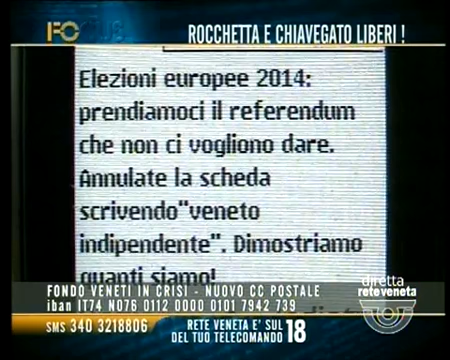 FOCUS
ROCCHETTA E CHIAVEGATO LIBERI !
Elezioni europee 2014:
prendiamoci il referendum
che non ci vogliono dare.
Annulate la scheda
scrivendo"veneto
indipendente". Dimostriamo
quanti siamo!
diretta
reteveneta
FONDO VENETI IN CRISI - NUOVO CC POSTALE
iban IT74 N076 0112 0000 0101 7942 739
SMS 340 3218806
RETE VENETA E' SUL 18
DEL TUO TELECOMANDO